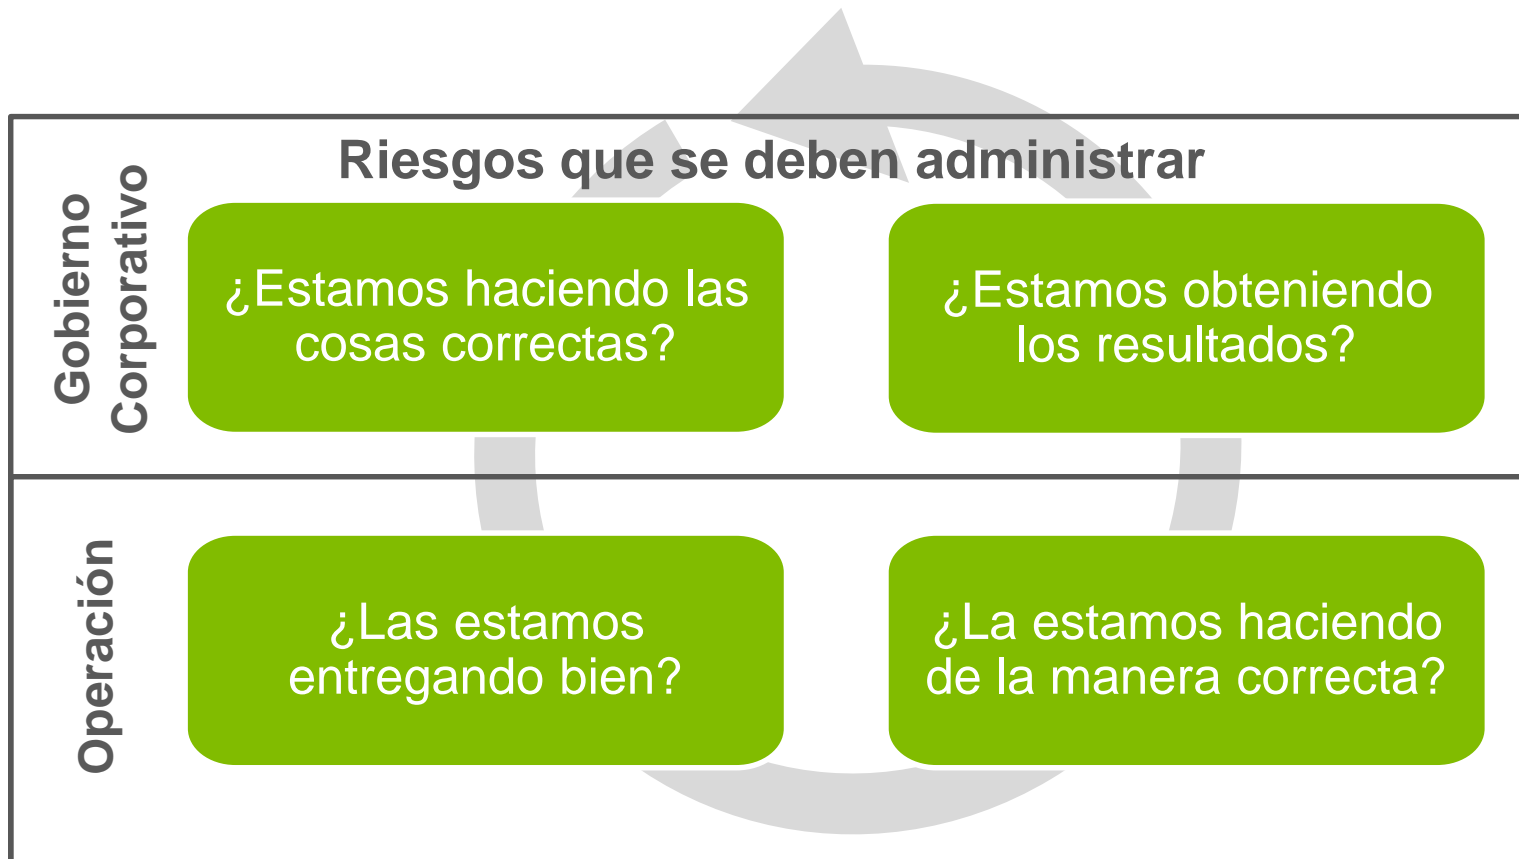 Riesgos que se deben administrar
Gobierno
Corporativo
¿Estamos haciendo las
cosas correctas?
¿Estamos obteniendo
los resultados?
Operación
¿Las estamos
entregando bien?
¿La estamos haciendo
de la manera correcta?